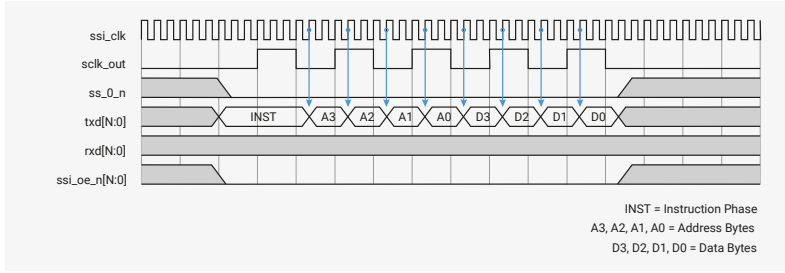 ssi_clk
sclk_out
ss_0_n
txd[N:0] INST A3 A2 A1 A0 D3 D2 D1 D0
rxd[N:0]
ssi_oe_n[N:0]
INST = Instruction Phase
A3, A2, A1, A0 = Address Bytes
D3, D2, D1, D0 = Data Bytes